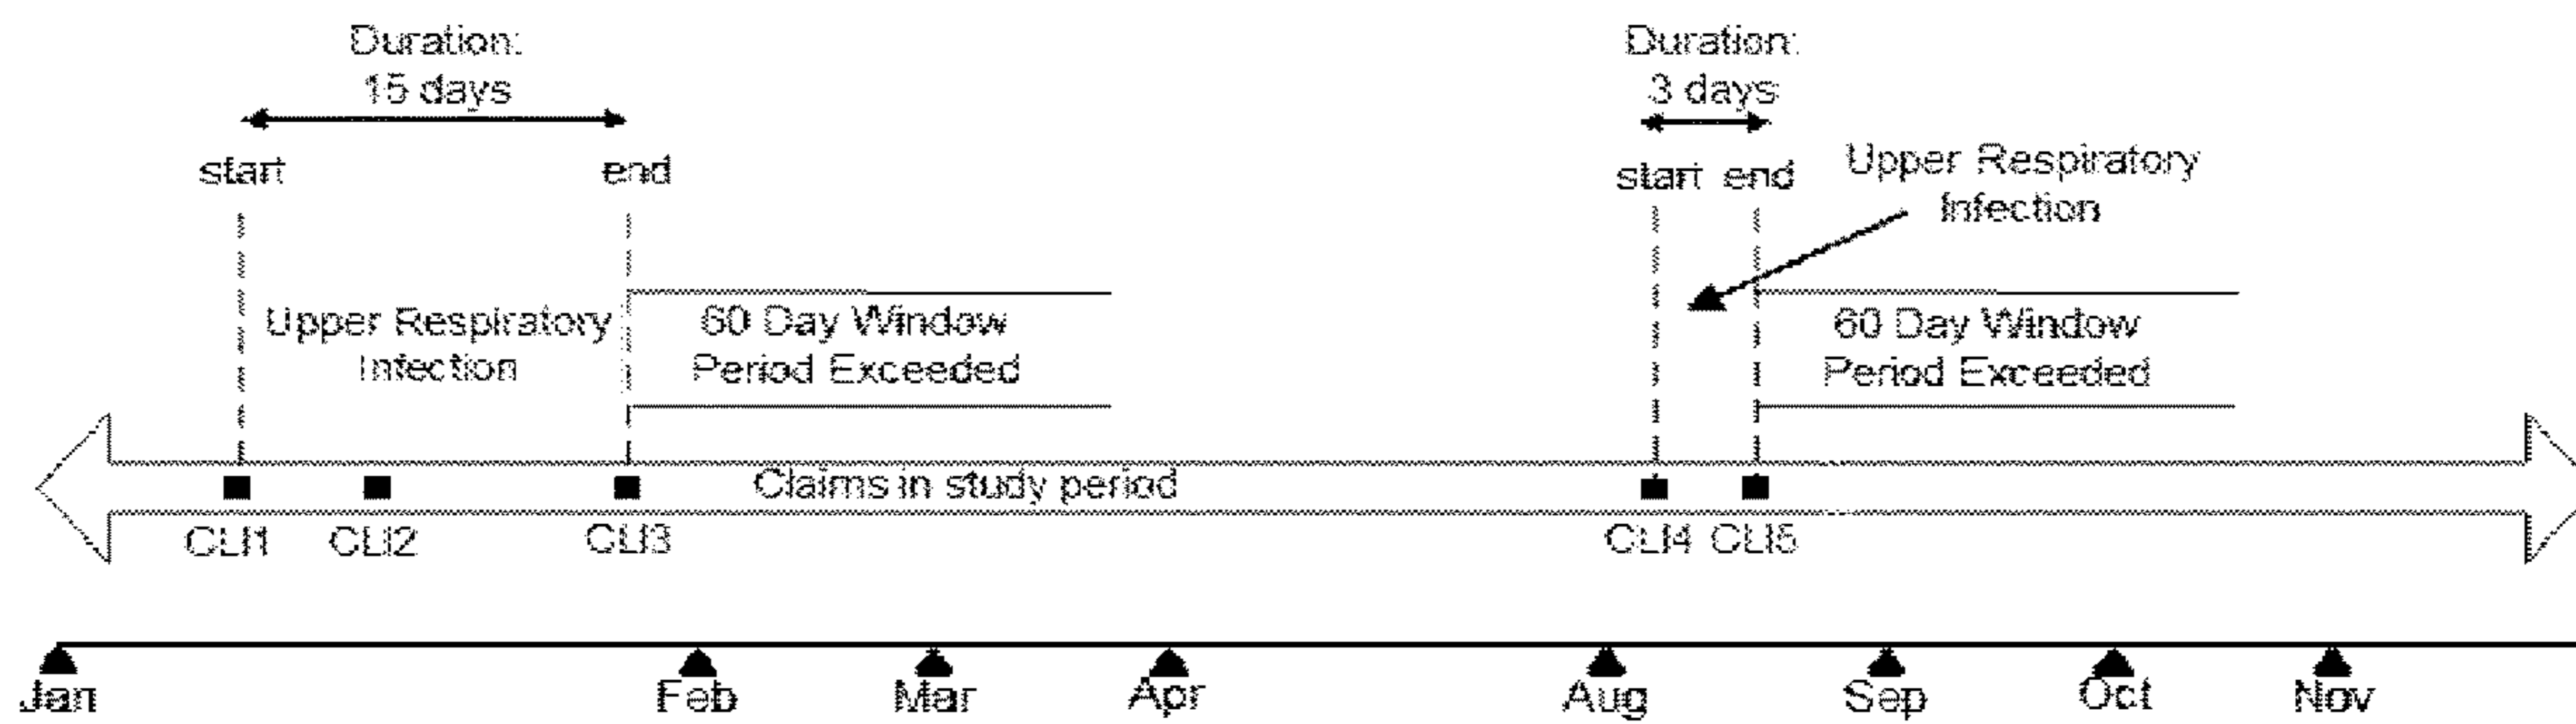 Duration:
15 days
start
end
Upper Respiratory
Infection
60 Day Window
Period Exceeded
Duration:
3 days
start end
Upper Respiratory
Infection
60 Day Window
Period Exceeded
Claims in study period
CLI1 CLI2 CLI3 CLI4 CLI5
Jan Feb Mar Apr Aug Sep Oct Nov